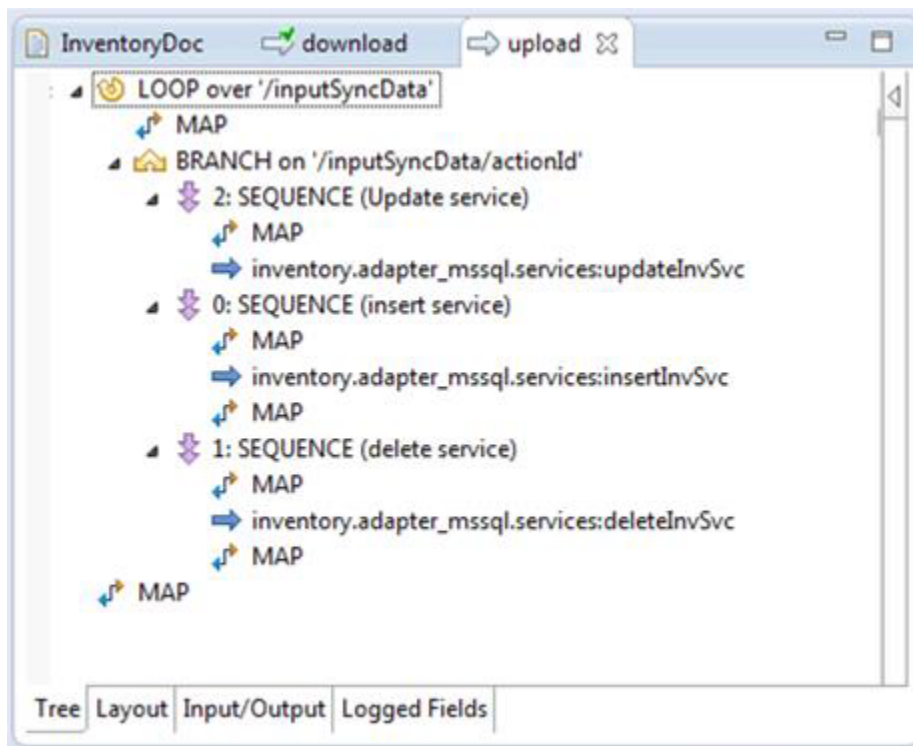 InventoryDoc download upload
LOOP over '/inputSyncData'
MAP
BRANCH on '/inputSyncData/actionId'
2: SEQUENCE (Update service)
MAP
inventory.adapter_mssql.services:updateInvSvc
0: SEQUENCE (insert service)
MAP
inventory.adapter_mssql.services:insertInvSvc
MAP
1: SEQUENCE (delete service)
MAP
inventory.adapter_mssql.services:deleteInvSvc
MAP
MAP
Tree Layout Input/Output Logged Fields